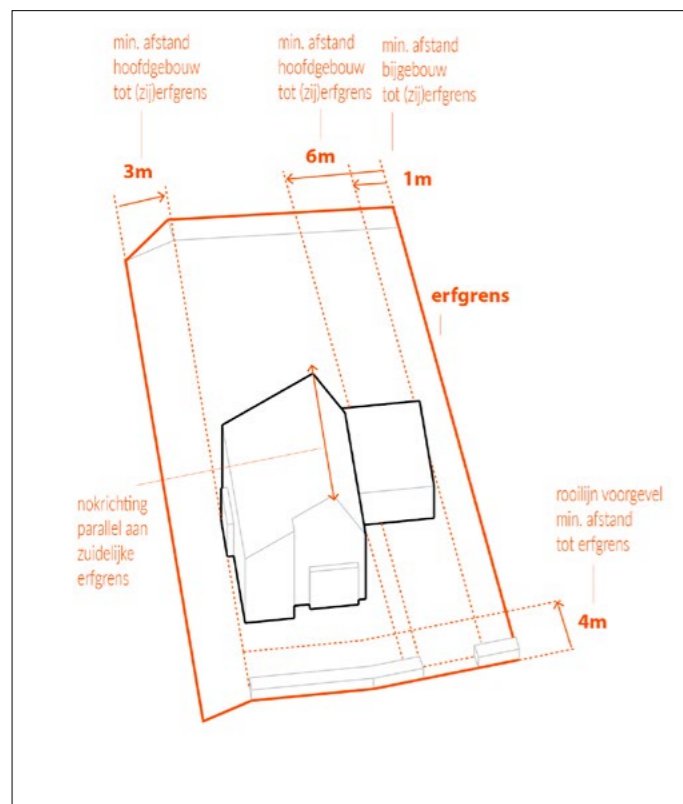 min. afstand
hoofdgebouw
tot (zij)erfgrens
3m
min. afstand
hoofdgebouw
tot (zij)erfgrens
6m
min. afstand
bijgebouw
tot (zij)erfgrens
1m
erfgrens
nokrichting
parallel aan
zuidelijke
erfgrens
rooilijn voorgevel
min. afstand
tot erfgrens
4m